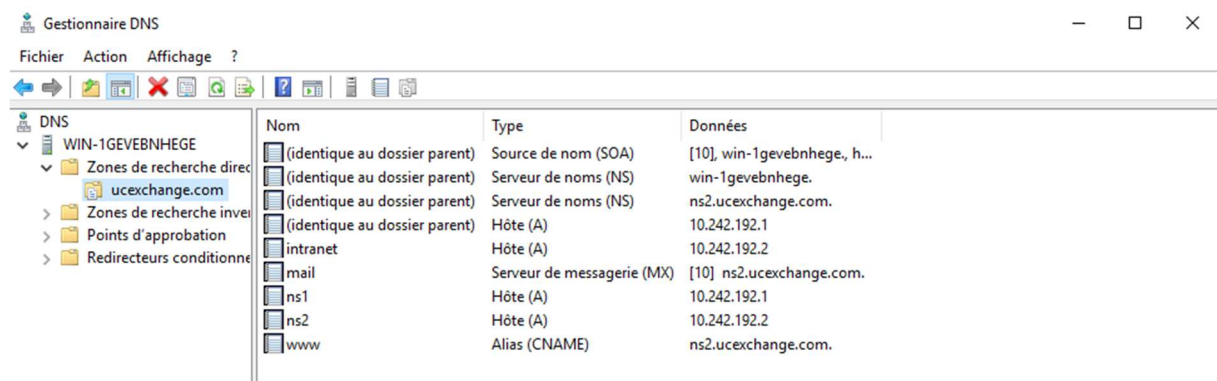 Gestionnaire DNS
Fichier Action Affichage ?
DNS
WIN-1GEVEBNHEGE
Zones de recherche direc
ucexchange.com
Zones de recherche inver
Points d'approbation
Redirecteurs conditionne
Nom Type Données
(identique au dossier parent) Source de nom (SOA) [10], win-1gevebnhege., h...
(identique au dossier parent) Serveur de noms (NS) win-1gevebnhege.
(identique au dossier parent) Serveur de noms (NS) ns2.ucexchange.com.
(identique au dossier parent) Hôte (A) 10.242.192.1
intranet Hôte (A) 10.242.192.2
mail Serveur de messagerie (MX) [10] ns2.ucexchange.com.
ns1 Hôte (A) 10.242.192.1
ns2 Hôte (A) 10.242.192.2
www Alias (CNAME) ns2.ucexchange.com.